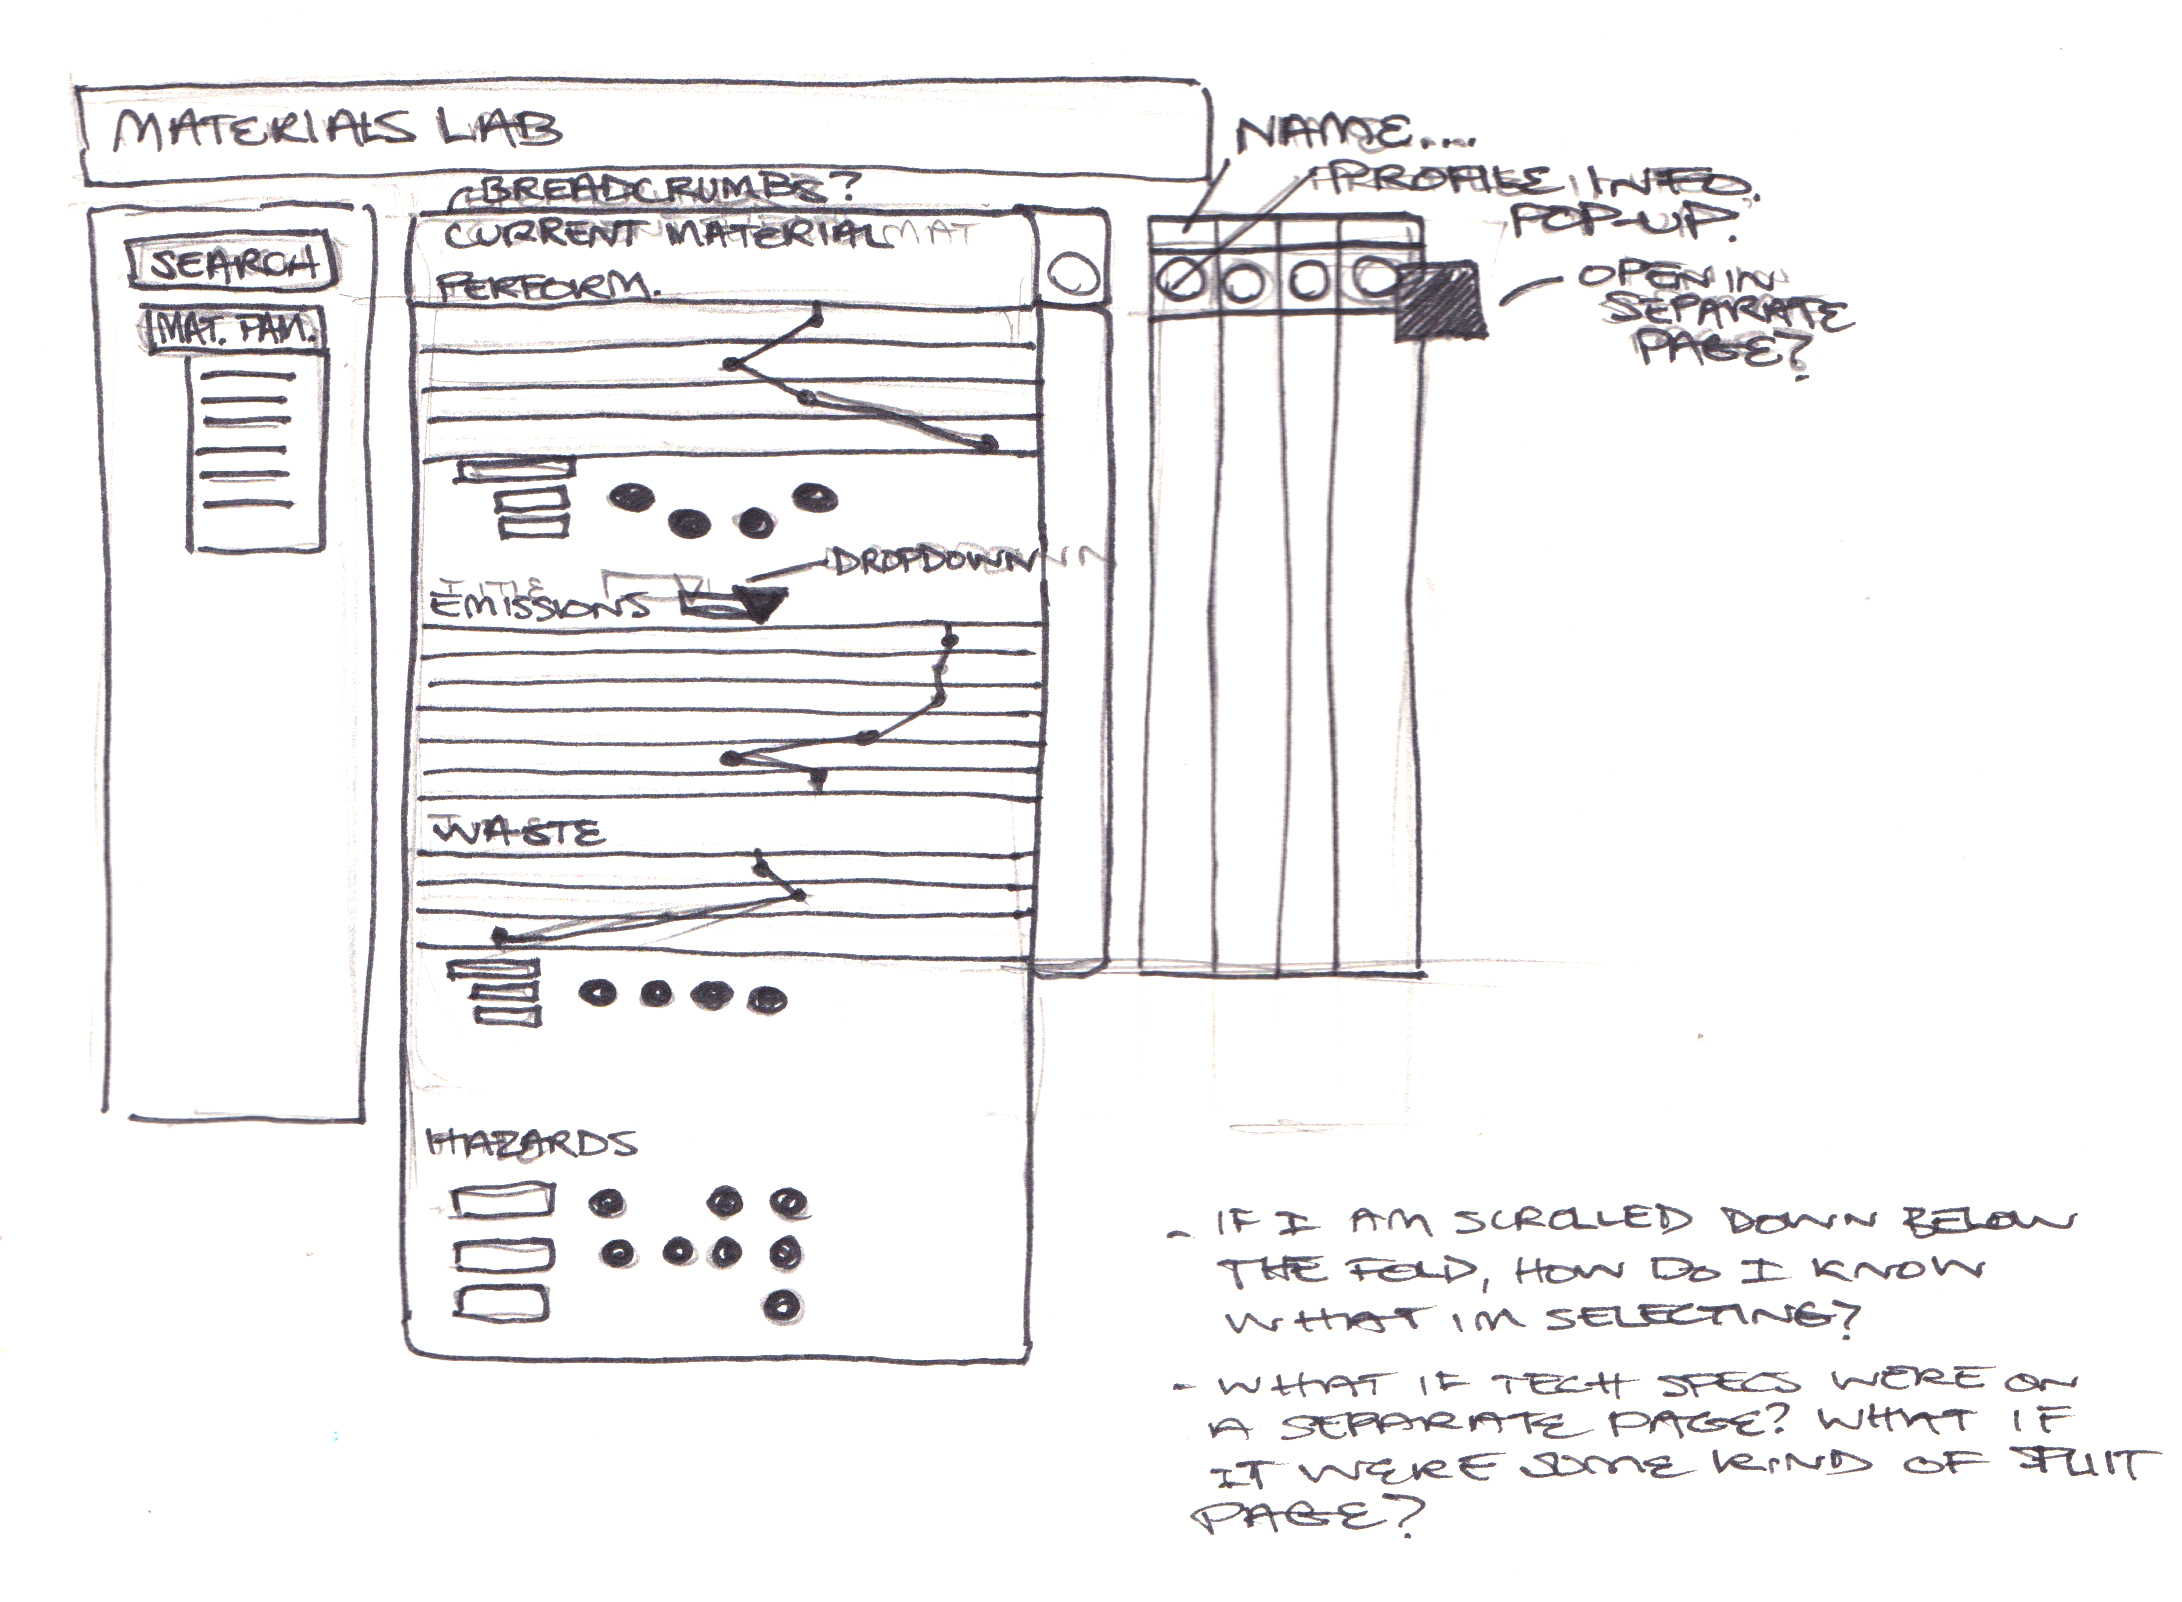 MATERIALS LAB
NAME....
PROFILE INFO.
POP-UP?
BREADCRUMBS?
CURRENT MATERIAL MAT
PERFORM.
SEARCH
MAT. FAM.
OPEN IN
SEPARATE
PAGE?
DROPDOWN
TITLE
EMISSIONS
WASTE
HAZARDS
- IF I AM SCROLLED DOWN BELOW
THE FOLD, HOW DO I KNOW
WHAT IM SELECTING?
- WHAT IF TECH SPECS WERE ON
A SEPARATE PAGE? WHAT IF
IT WERE SOME KIND OF SPLIT
PAGE?